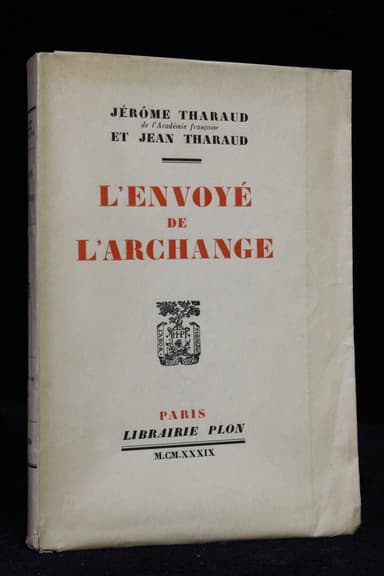 JÉRÔME THARAUD
de l'Académie française
ET JEAN THARAUD
L'ENVOYÉ
DE
L'ARCHANGE
PARIS
LIBRAIRIE PLON
M.CM.XXXIX